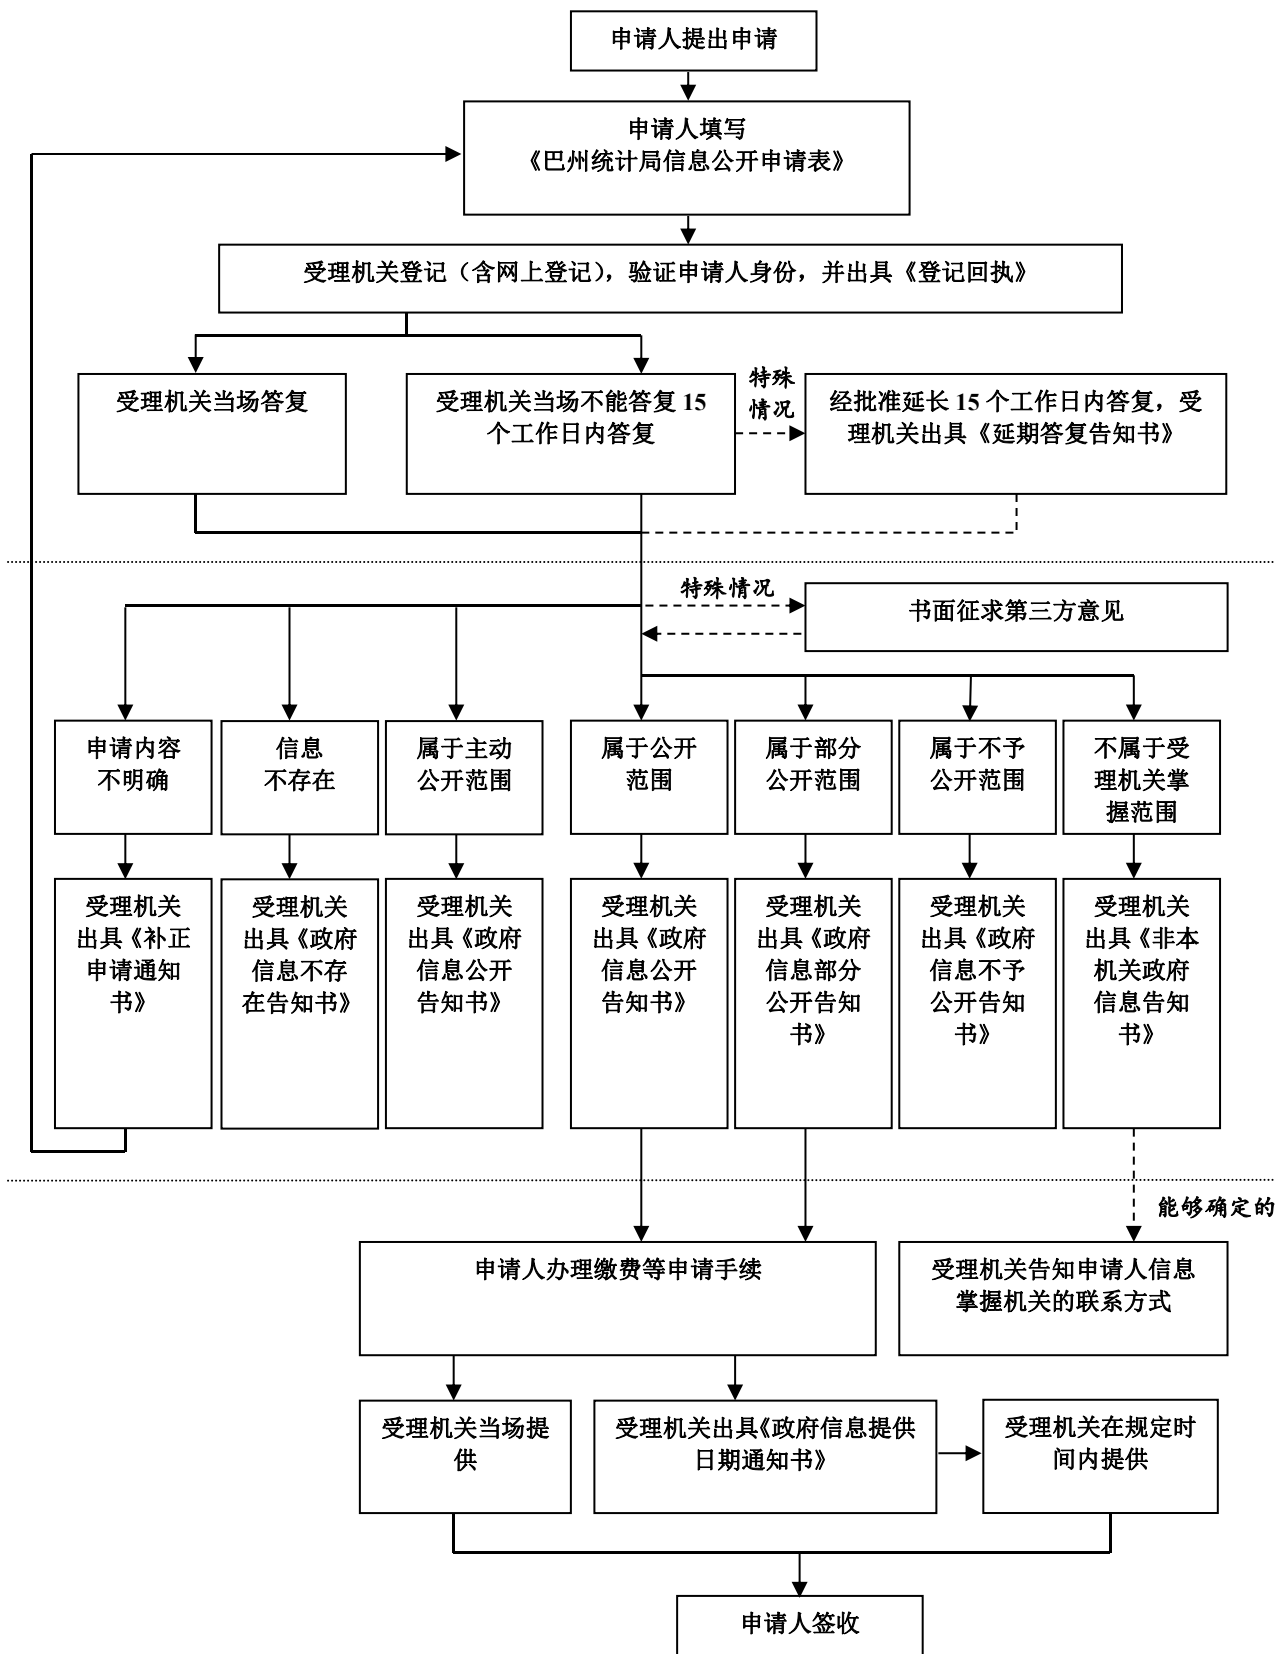 申请人提出申请
申请人填写
《巴州统计局信息公开申请表》
受理机关登记（含网上登记），验证申请人身份，并出具《登记回执》
受理机关当场答复
受理机关当场不能答复 15
个工作日内答复
特殊
情况
经批准延长 15 个工作日内答复，受
理机关出具《延期答复告知书》
特殊情况
书面征求第三方意见
申请内容
不明确
信息
不存在
属于主动
公开范围
属于公开
范围
属于部分
公开范围
属于不予
公开范围
不属于受
理机关掌
握范围
受理机关
出具《补正
申请通知
书》
受理机关
出具《政府
信息不存
在告知书》
受理机关
出具《政府
信息公开
告知书》
受理机关
出具《政府
信息公开
告知书》
受理机关
出具《政府
信息部分
公开告知
书》
受理机关
出具《政府
信息不予
公开告知
书》
受理机关
出具《非本
机关政府
信息告知
书》
能够确定的
申请人办理缴费等申请手续
受理机关告知申请人信息
掌握机关的联系方式
受理机关当场提
供
受理机关出具《政府信息提供
日期通知书》
受理机关在规定时
间内提供
申请人签收